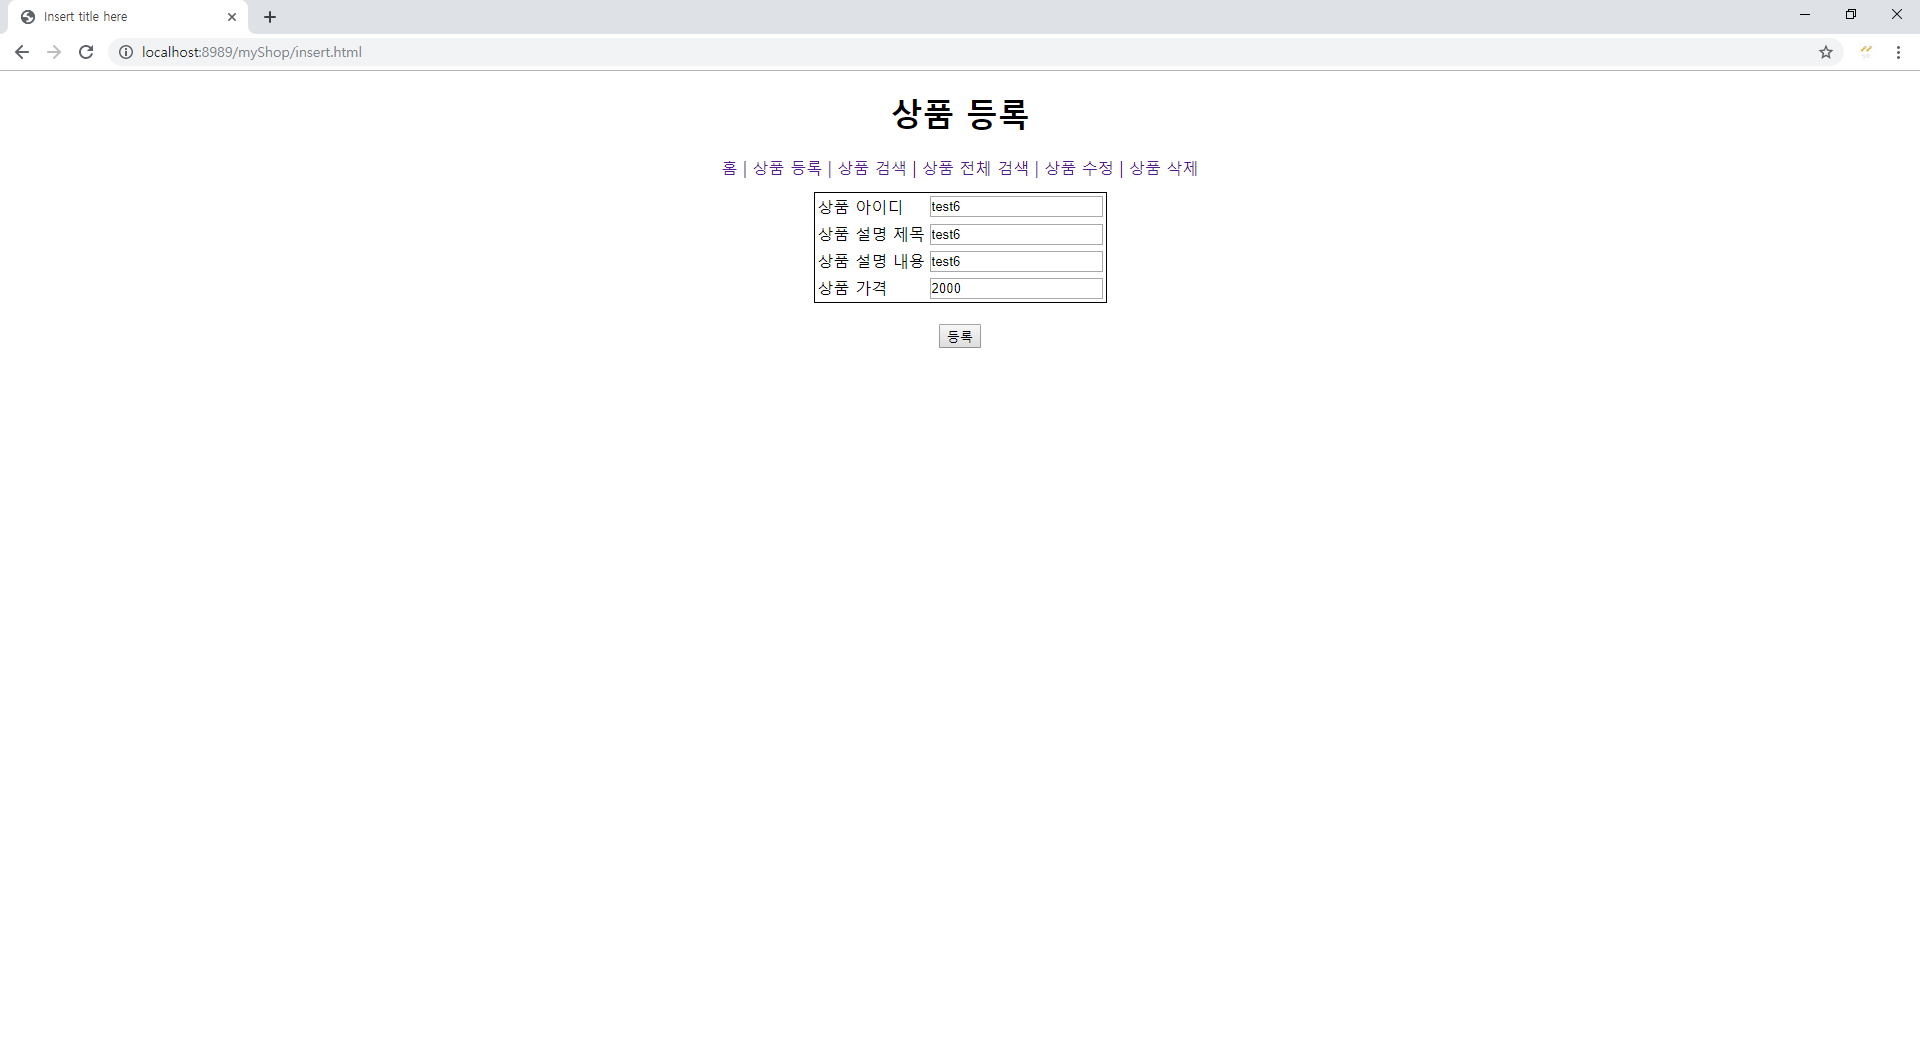 Insert title here
localhost:8989/myShop/insert.html
상품 등록
홈 | 상품 등록 | 상품 검색 | 상품 전체 검색 | 상품 수정 | 상품 삭제
상품 아이디 test6
상품 설명 제목 test6
상품 설명 내용 test6
상품 가격 2000
등록